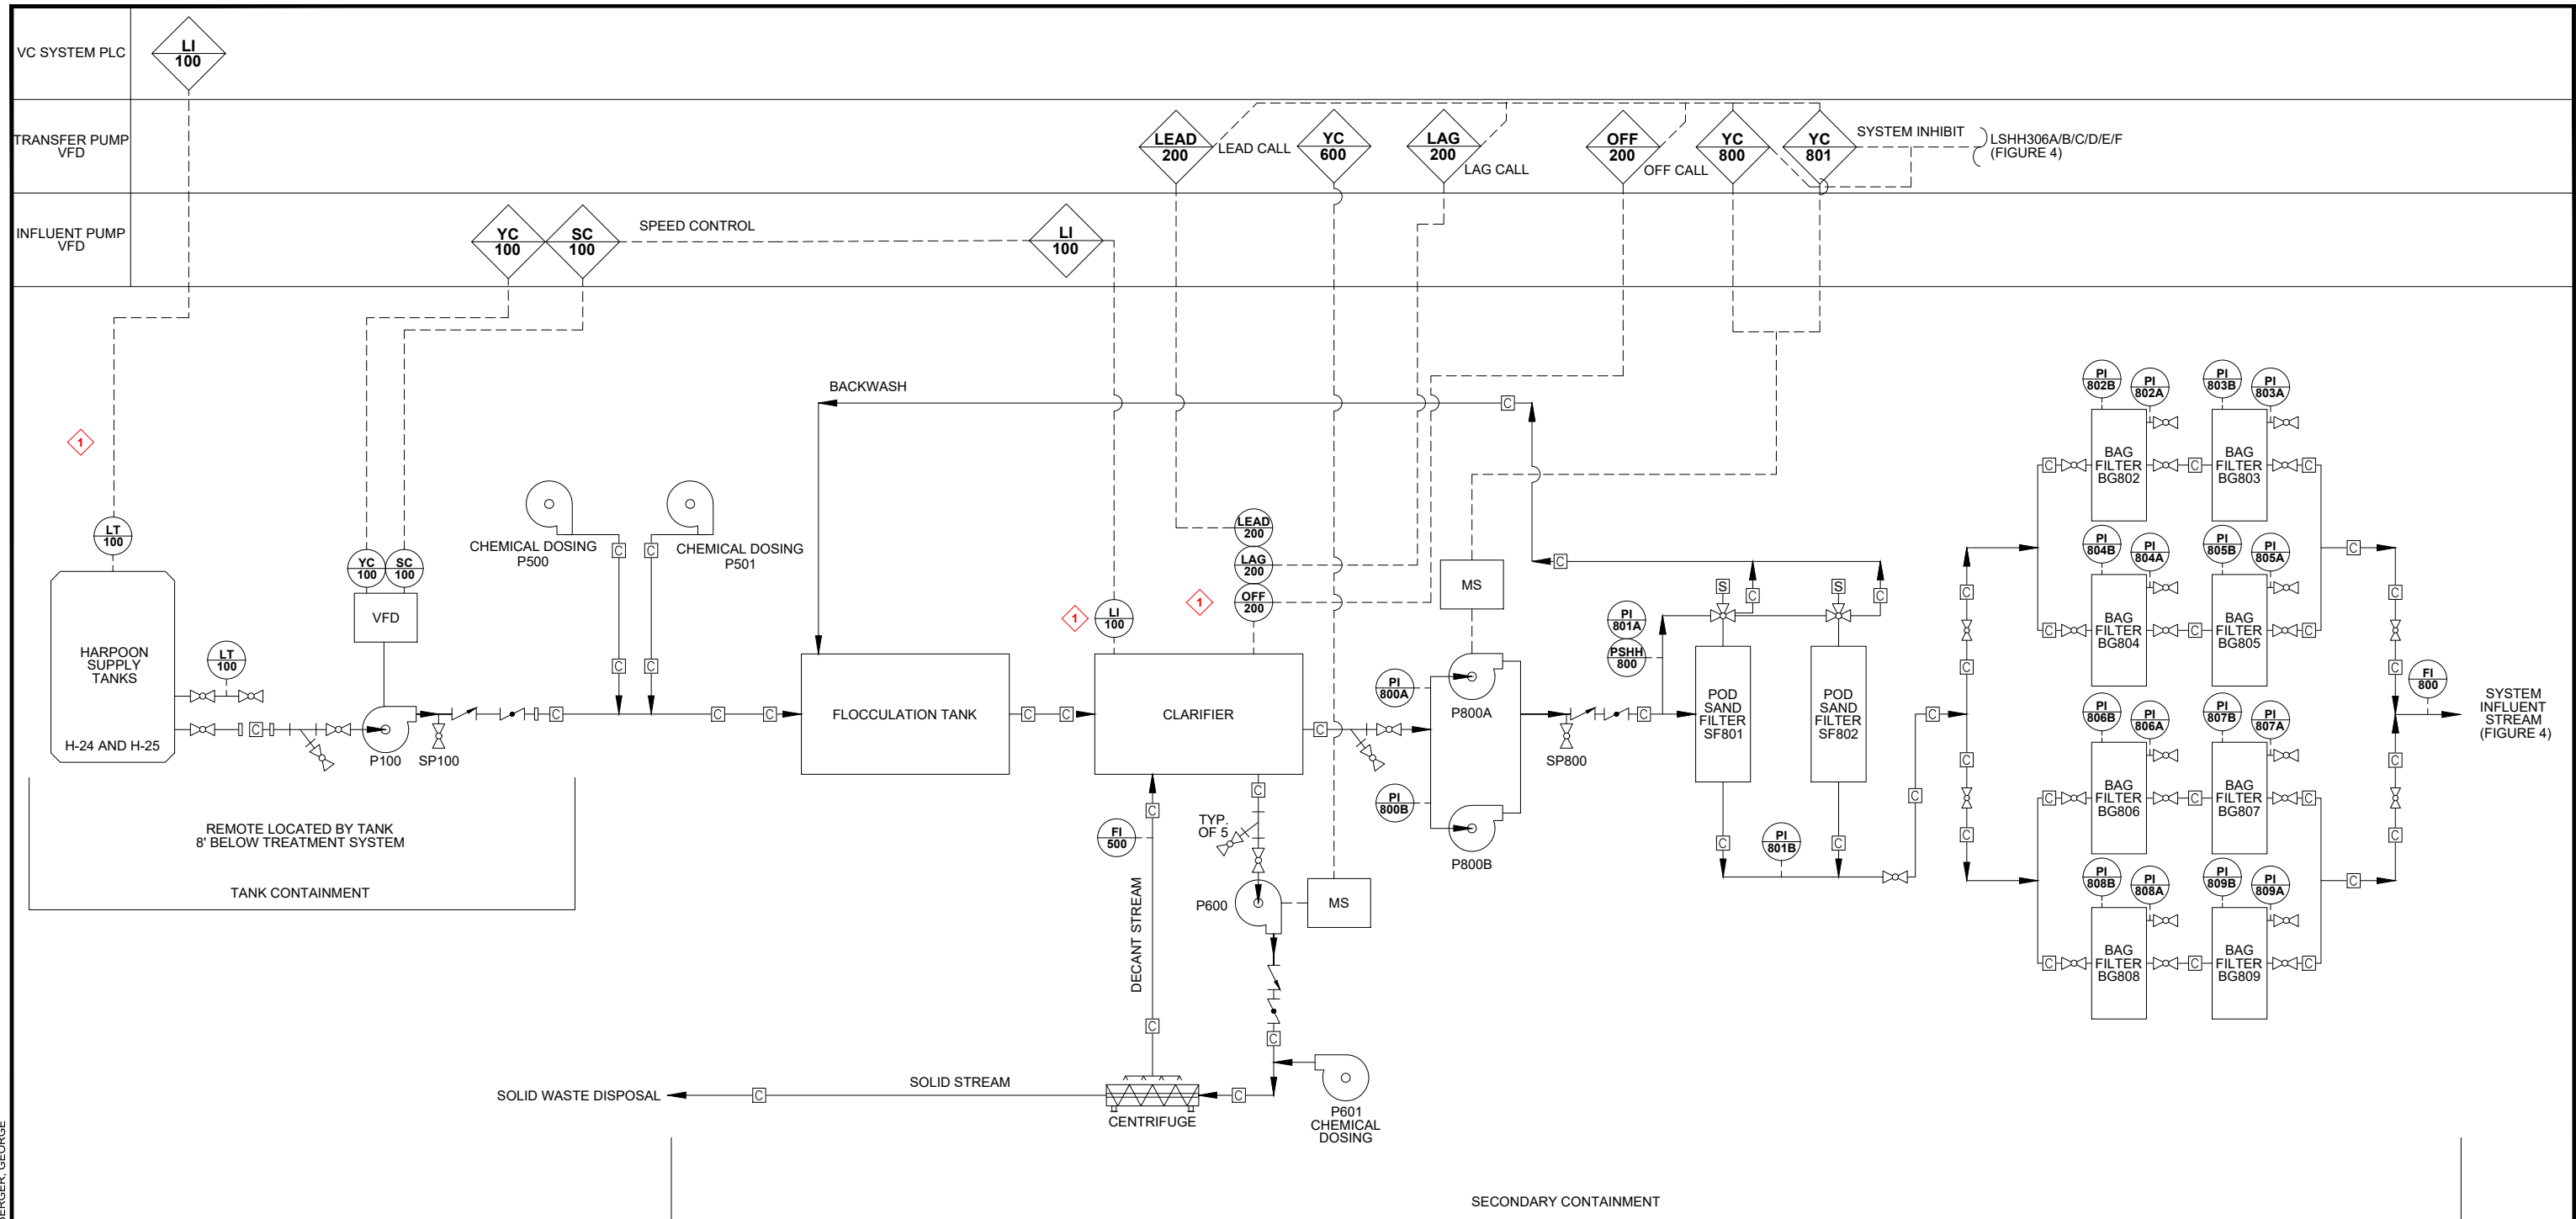 VC SYSTEM PLC
LI
100
TRANSFER PUMP
VFD
LEAD
200
LEAD CALL
YC
600
LAG
200
LAG CALL
OFF
200
OFF CALL
YC
800
YC
801
SYSTEM INHIBIT
LSHH306A/B/C/D/E/F
(FIGURE 4)
INFLUENT PUMP
VFD
YC
100
SC
100
SPEED CONTROL
LI
100
BACKWASH
1
LT
100
HARPOON
SUPPLY
TANKS
H-24 AND H-25
LT
100
YC
100
SC
100
VFD
C
P100
SP100
C
CHEMICAL DOSING
P500
C
C
CHEMICAL DOSING
P501
C
C
C
C
FLOCCULATION TANK
C
C
1
LI
100
1
LEAD
200
LAG
200
OFF
200
CLARIFIER
C
C
PI
800A
PI
800B
MS
P800A
P800B
SP800
C
C
PI
801A
PSHH
800
S
C
S
C
POD
SAND
FILTER
SF801
POD
SAND
FILTER
SF802
C
PI
801B
C
C
C
C
C
C
C
PI
802B
PI
802A
PI
803B
PI
803A
C
BAG
FILTER
BG802
C
BAG
FILTER
BG803
C
PI
804B
PI
804A
PI
805B
PI
805A
C
BAG
FILTER
BG804
C
BAG
FILTER
BG805
C
PI
806B
PI
806A
PI
807B
PI
807A
C
BAG
FILTER
BG806
C
BAG
FILTER
BG807
C
PI
808B
PI
808A
PI
809B
PI
809A
C
BAG
FILTER
BG808
C
BAG
FILTER
BG809
C
C
C
C
C
C
C
FI
800
SYSTEM
INFLUENT
STREAM
(FIGURE 4)
REMOTE LOCATED BY TANK
8' BELOW TREATMENT SYSTEM
TANK CONTAINMENT
C
FI
500
DECANT STREAM
C
C
TYP.
OF 5
P600
MS
C
P601
CHEMICAL
DOSING
C
CENTRIFUGE
SOLID STREAM
C
SOLID WASTE DISPOSAL
SECONDARY CONTAINMENT
BERGER, GEORGE